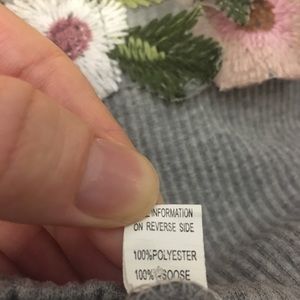 INFORMATION
ON REVERSE SIDE
100%POLYESTER
100%